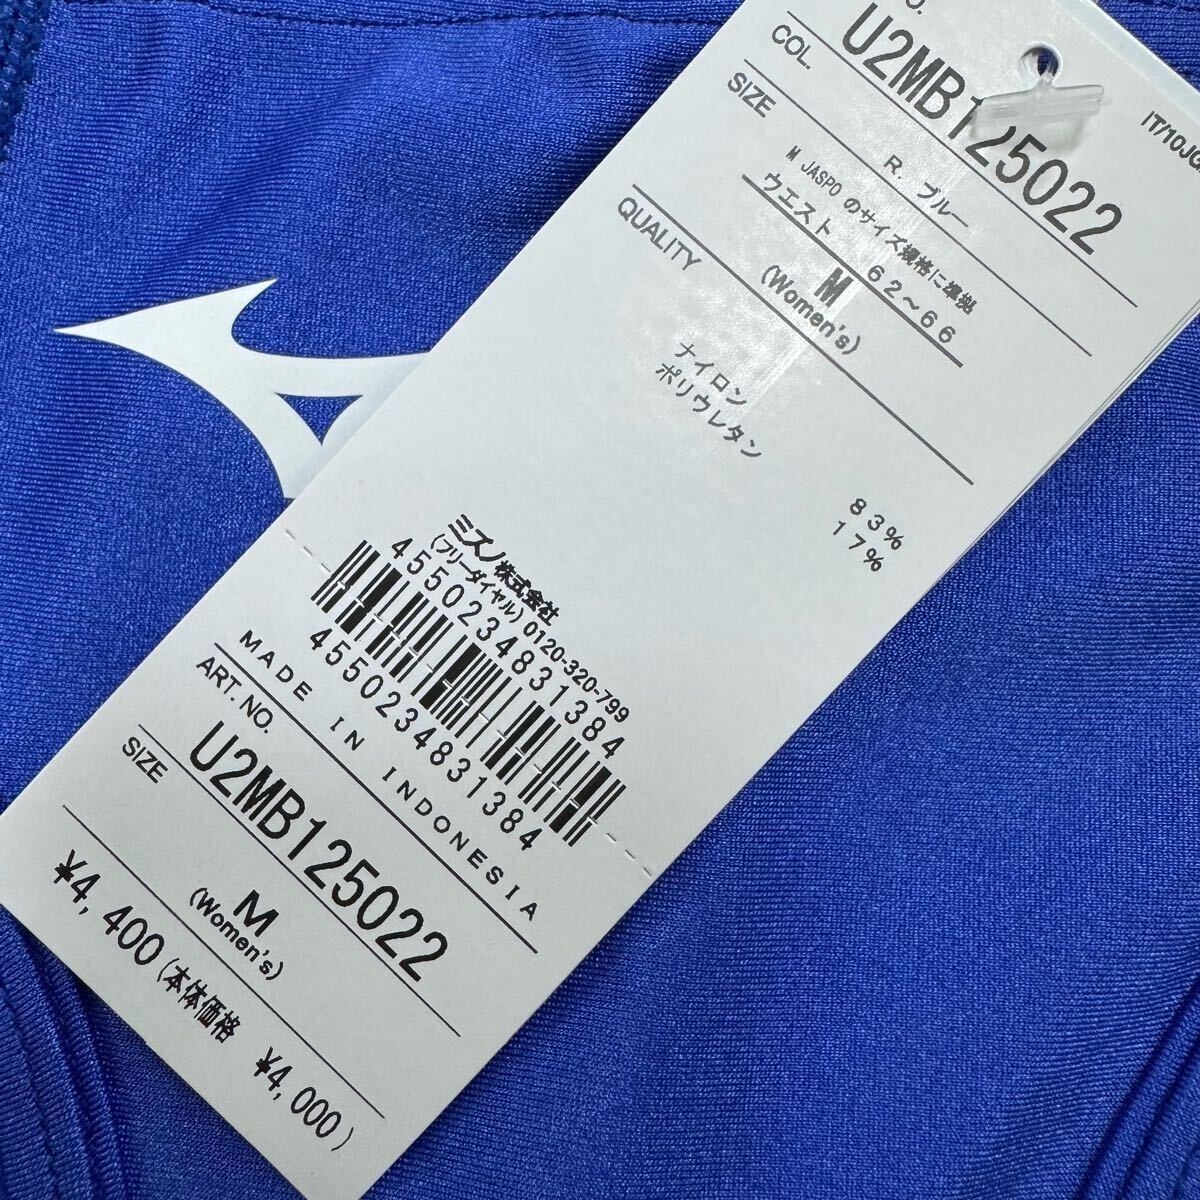 O.
U2MB125022
IT/10JG
COL.
R. ブルー
SIZE
M JASPO のサイズ規格に準拠
ウエスト 62～66
M
(Women's)
QUALITY
ナイロン 83%
ポリウレタン 17%
ミズノ株式会社
(フリーダイヤル) 0120-320-799
4550234831384
4550234831384
MADE IN INDONESIA
ART. NO.
U2MB125022
SIZE
M
(Women's)
¥4,400 (本体価格 ¥4,000)